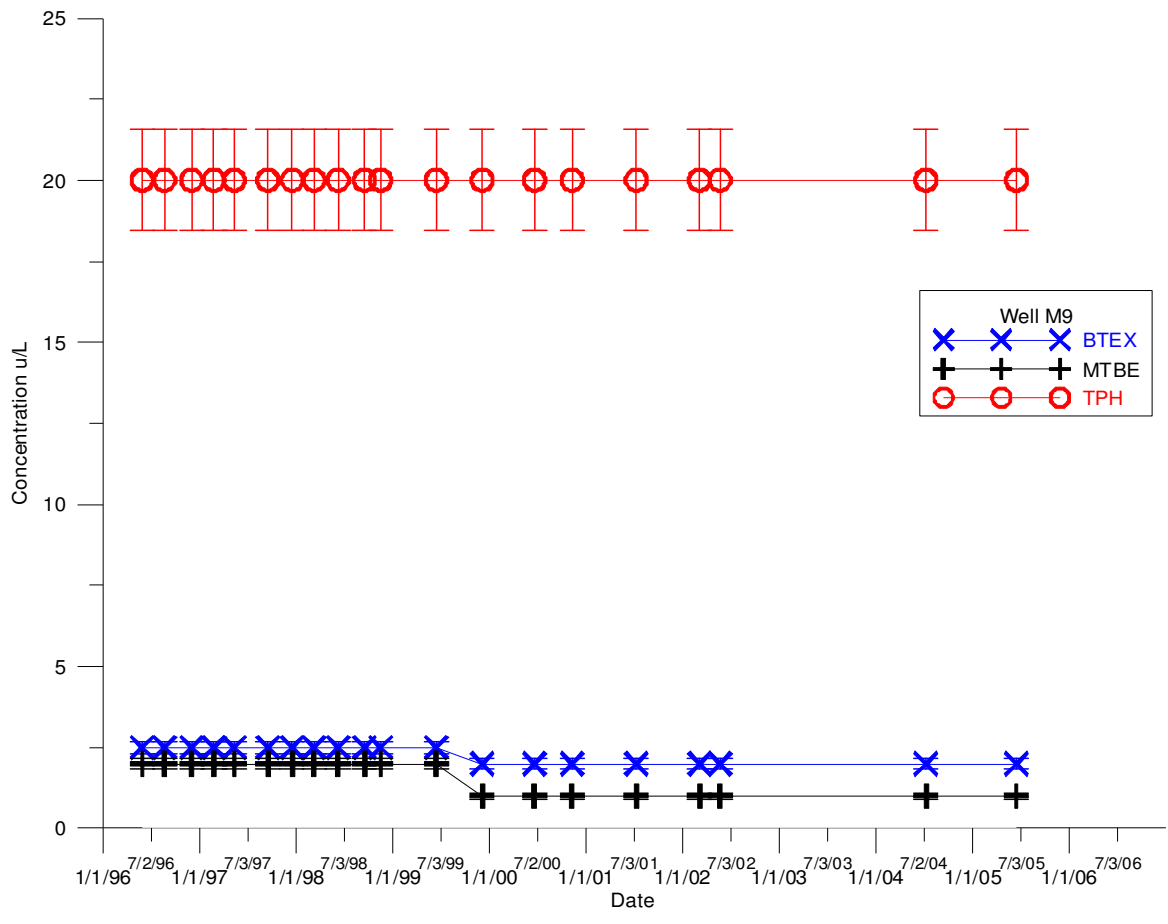 25
20
15
10
5
0
Concentration u/L
Well M9
BTEX
MTBE
TPH
7/2/96 7/3/97 7/3/98 7/3/99 7/2/00 7/3/01 7/3/02 7/3/03 7/2/04 7/3/05 7/3/06
1/1/96 1/1/97 1/1/98 1/1/99 1/1/00 1/1/01 1/1/02 1/1/03 1/1/04 1/1/05 1/1/06
Date